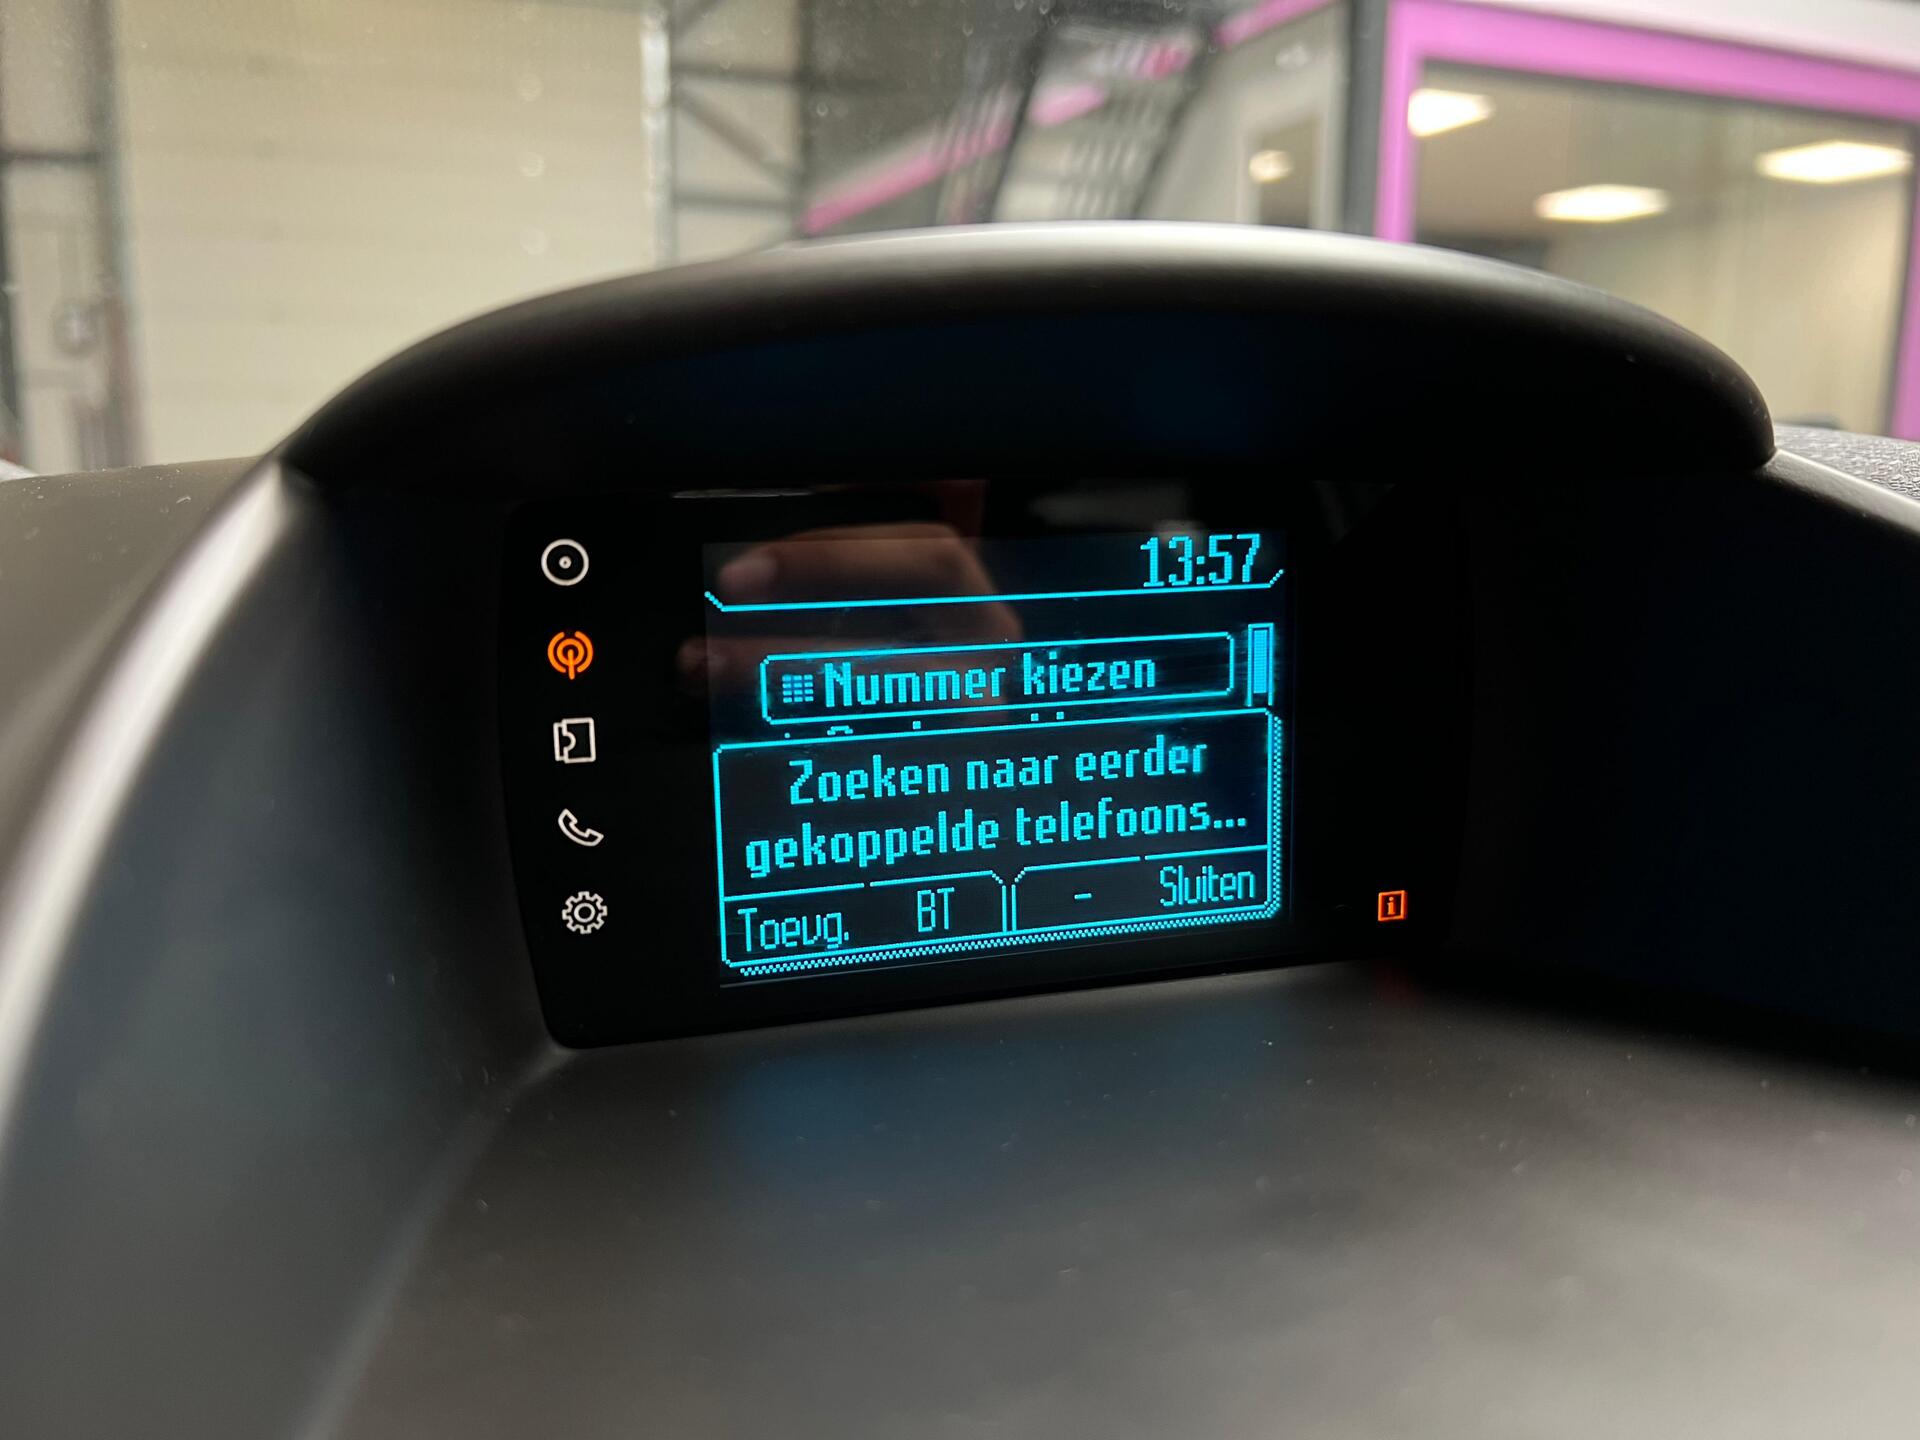 13:57
Nummer kiezen
Zoeken naar eerder
gekoppelde telefoons...
Toevg. BT - Sluiten
i